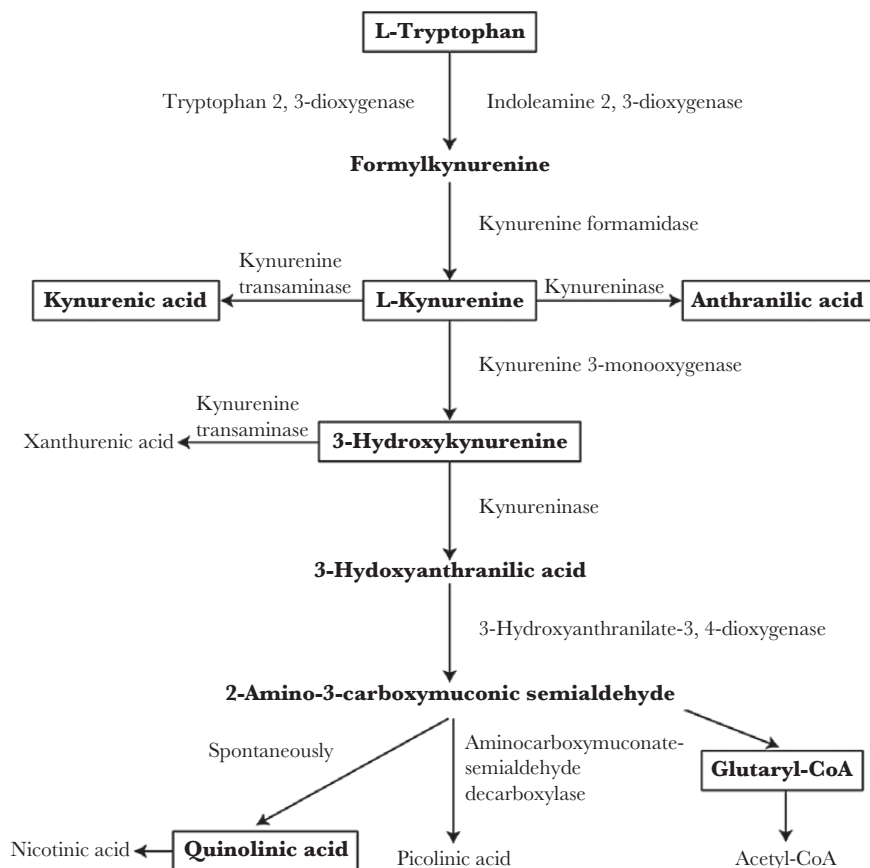 L-Tryptophan
Tryptophan 2, 3-dioxygenase
Indoleamine 2, 3-dioxygenase
Formylkynurenine
Kynurenine formamidase
Kynurenic acid
Kynurenine
transaminase
L-Kynurenine
Kynureninase
Anthranilic acid
Kynurenine 3-monooxygenase
Xanthurenic acid
Kynurenine
transaminase
3-Hydroxykynurenine
Kynureninase
3-Hydoxyanthranilic acid
3-Hydroxyanthranilate-3, 4-dioxygenase
2-Amino-3-carboxymuconic semialdehyde
Spontaneously
Aminocarboxymuconate-
semialdehyde
decarboxylase
Glutaryl-CoA
Nicotinic acid
Quinolinic acid
Picolinic acid
Acetyl-CoA